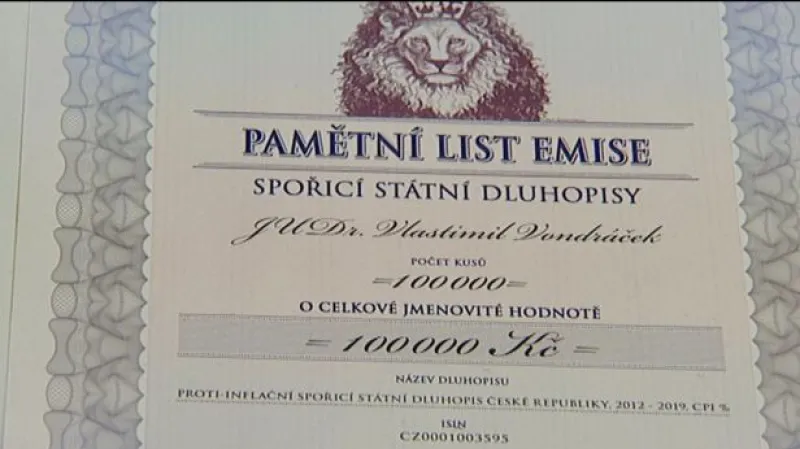 PAMĚTNÍ LIST EMISE
SPOŘICÍ STÁTNÍ DLUHOPISY
JUDr. Vlastimil Vondráček
POČET KUSŮ
=100000=
O CELKOVÉ JMENOVITÉ HODNOTĚ
= 100000 Kč =
NÁZEV DLUHOPISU
PROTI-INFLAČNÍ SPOŘICÍ STÁTNÍ DLUHOPIS ČESKÉ REPUBLIKY, 2012 - 2019, CPI %
ISIN
CZ0001003595